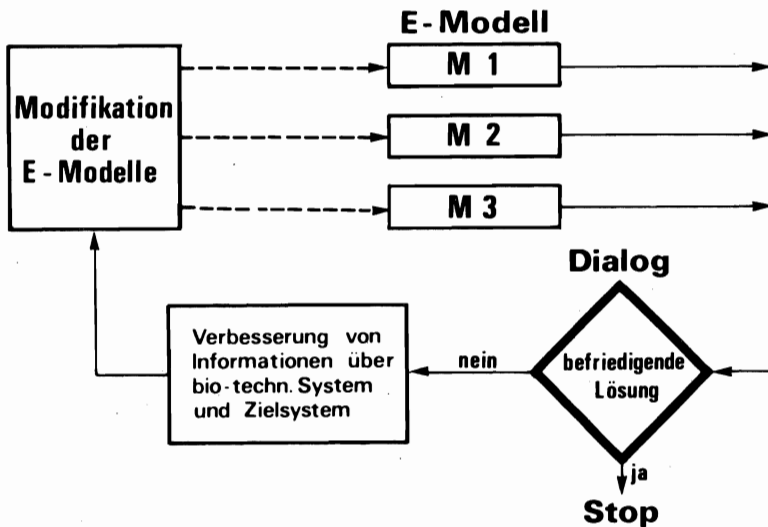 E-Modell
M 1
Modifikation
der
E-Modelle
M 2
M 3
Dialog
befriedigende
Lösung
nein
Verbesserung von
Informationen über
bio-techn. System
und Zielsystem
ja
Stop